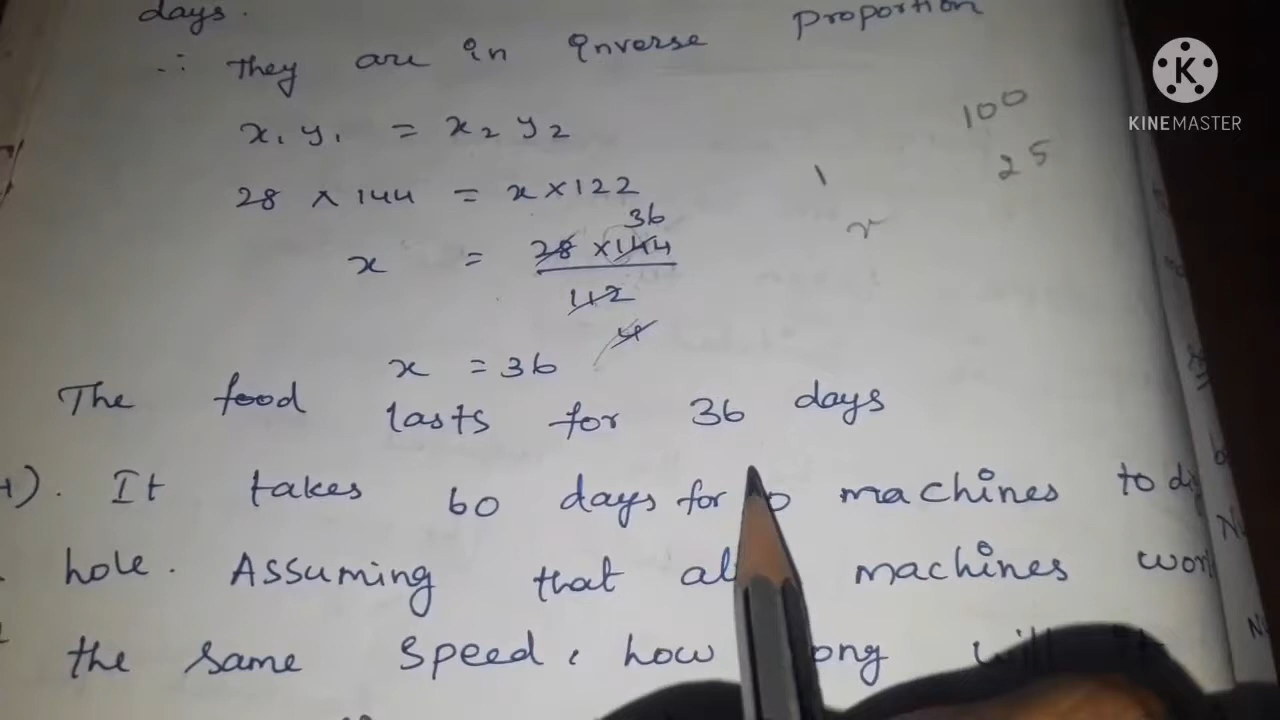 days.
∴ They are in inverse proportion
x₁ y₁ = x₂ y₂
28 × 144 = x × 122
36
x = 28 × 144
112
4
x = 36
The food lasts for 36 days
It takes 60 days for machines to
hole. Assuming that machines
the same speed, how will
100
25
1
x
K
KINEMASTER